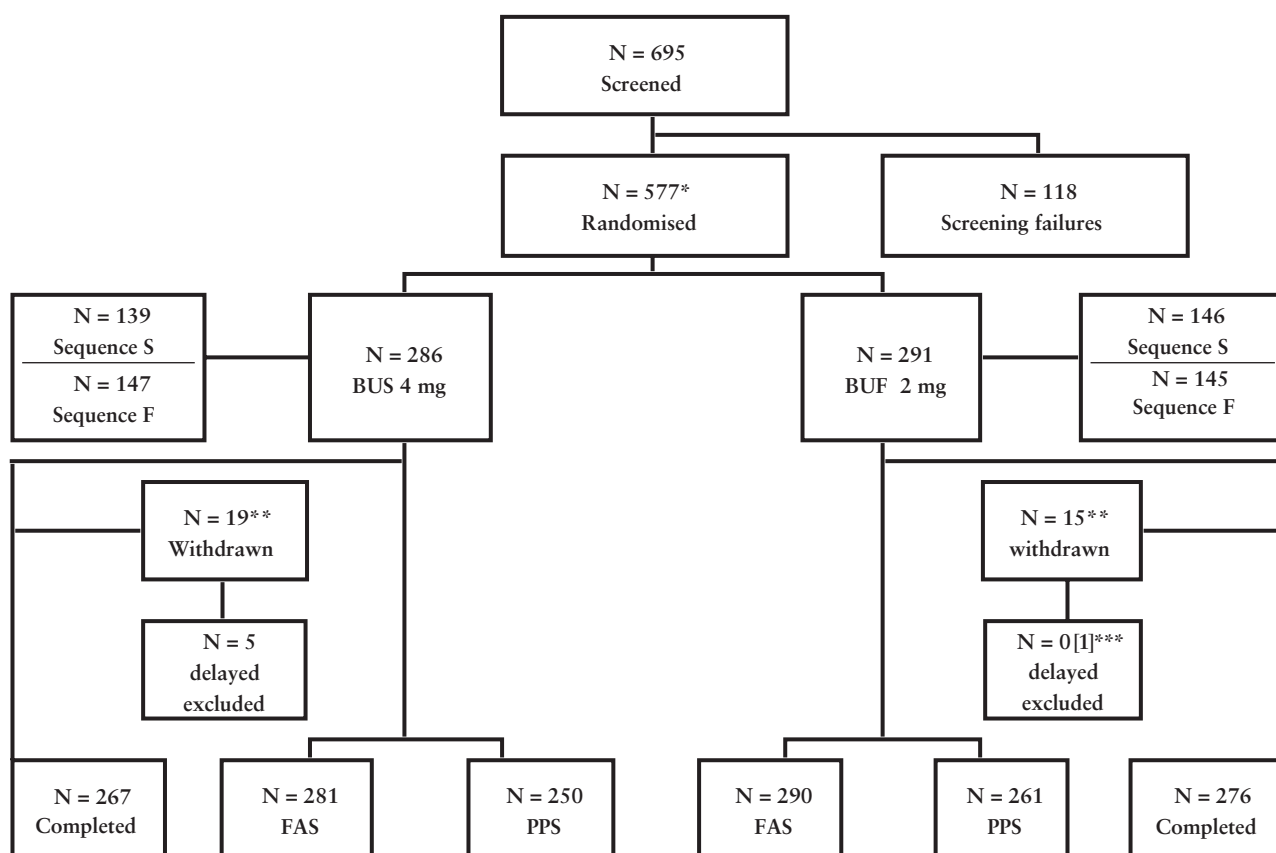 N = 695
Screened
N = 577*
Randomised
N = 118
Screening failures
N = 139
Sequence S
N = 147
Sequence F
N = 286
BUS 4 mg
N = 291
BUF 2 mg
N = 146
Sequence S
N = 145
Sequence F
N = 19**
Withdrawn
N = 15**
withdrawn
N = 5
delayed
excluded
N = 0[1]***
delayed
excluded
N = 267
Completed
N = 281
FAS
N = 250
PPS
N = 290
FAS
N = 261
PPS
N = 276
Completed